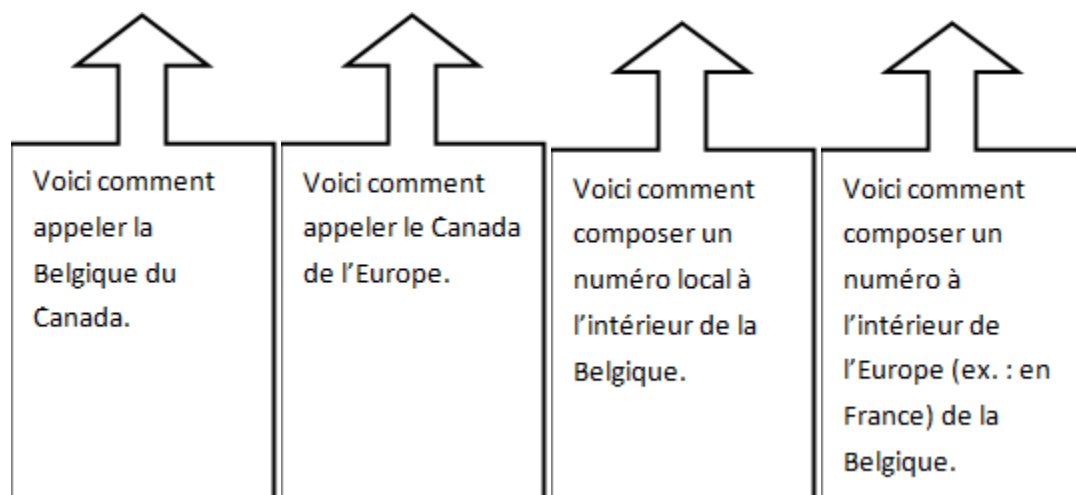 Voici comment
appeler la
Belgique du
Canada.
Voici comment
appeler le Canada
de l’Europe.
Voici comment
composer un
numéro local à
l’intérieur de la
Belgique.
Voici comment
composer un
numéro à
l’intérieur de
l’Europe (ex. : en
France) de la
Belgique.